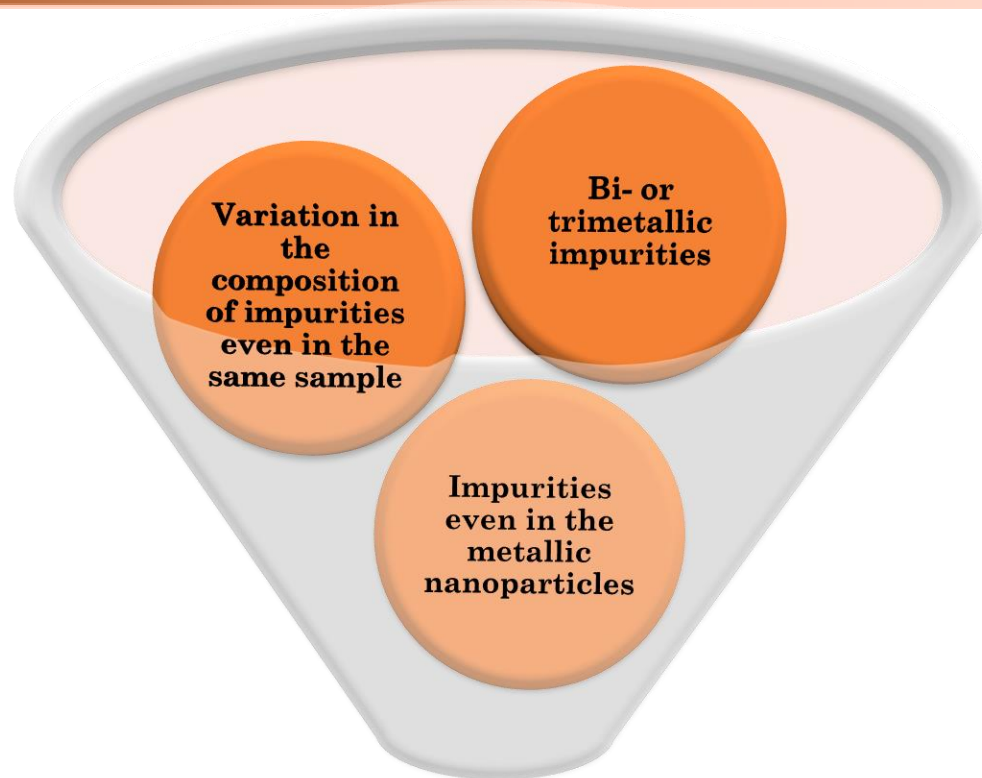 Variation in
the
composition
of impurities
even in the
same sample
Bi- or
trimetallic
impurities
Impurities
even in the
metallic
nanoparticles